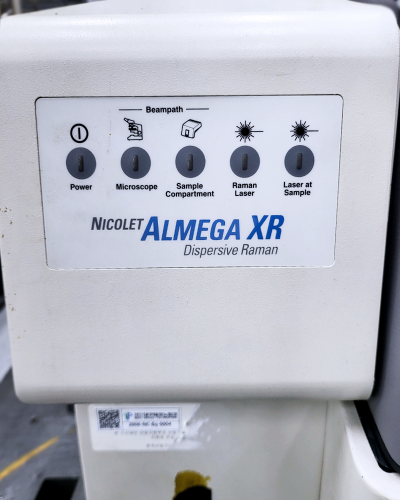 Beampath
Power
Microscope
Sample
Compartment
Raman
Laser
Laser at
Sample
NICOLET ALMEGA XR
Dispersive Raman